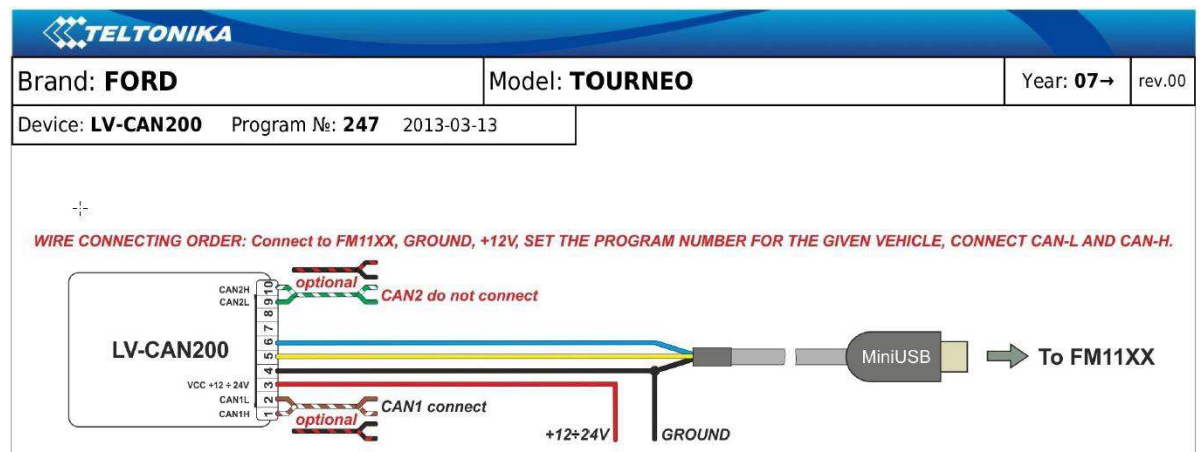 TELTONIKA
Brand: FORD Model: TOURNEO Year: 07→ rev.00
Device: LV-CAN200 Program №: 247 2013-03-13
WIRE CONNECTING ORDER: Connect to FM11XX, GROUND, +12V, SET THE PROGRAM NUMBER FOR THE GIVEN VEHICLE, CONNECT CAN-L AND CAN-H.
optional
CAN2H 10
CAN2L 9 CAN2 do not connect
8
7
6
LV-CAN200 5 MiniUSB To FM11XX
4
VCC +12 ÷ 24V 3
CAN1L 2 CAN1 connect
CAN1H 1
optional
+12÷24V GROUND